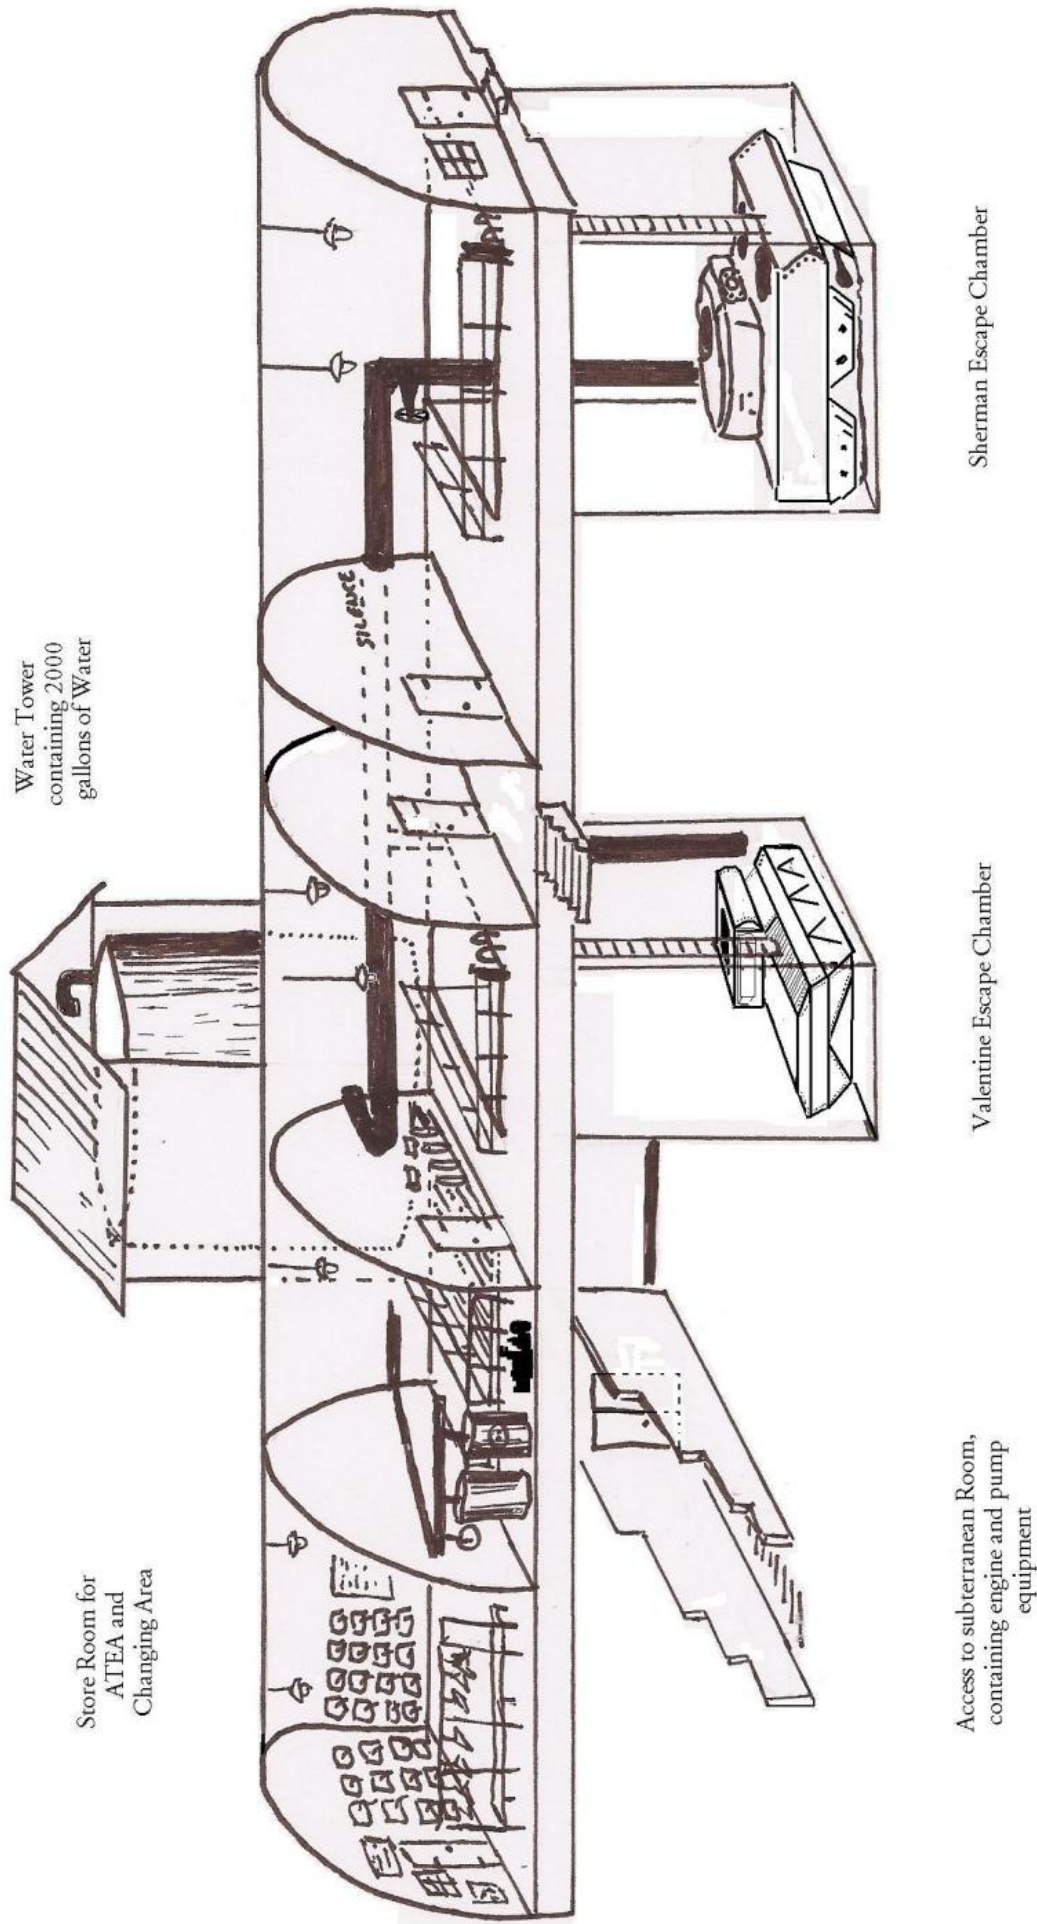 Store Room for
ATEA and
Changing Area
Water Tower
containing 2000
gallons of Water
SILENCE
Access to subterranean Room,
containing engine and pump
equipment
Valentine Escape Chamber
Sherman Escape Chamber